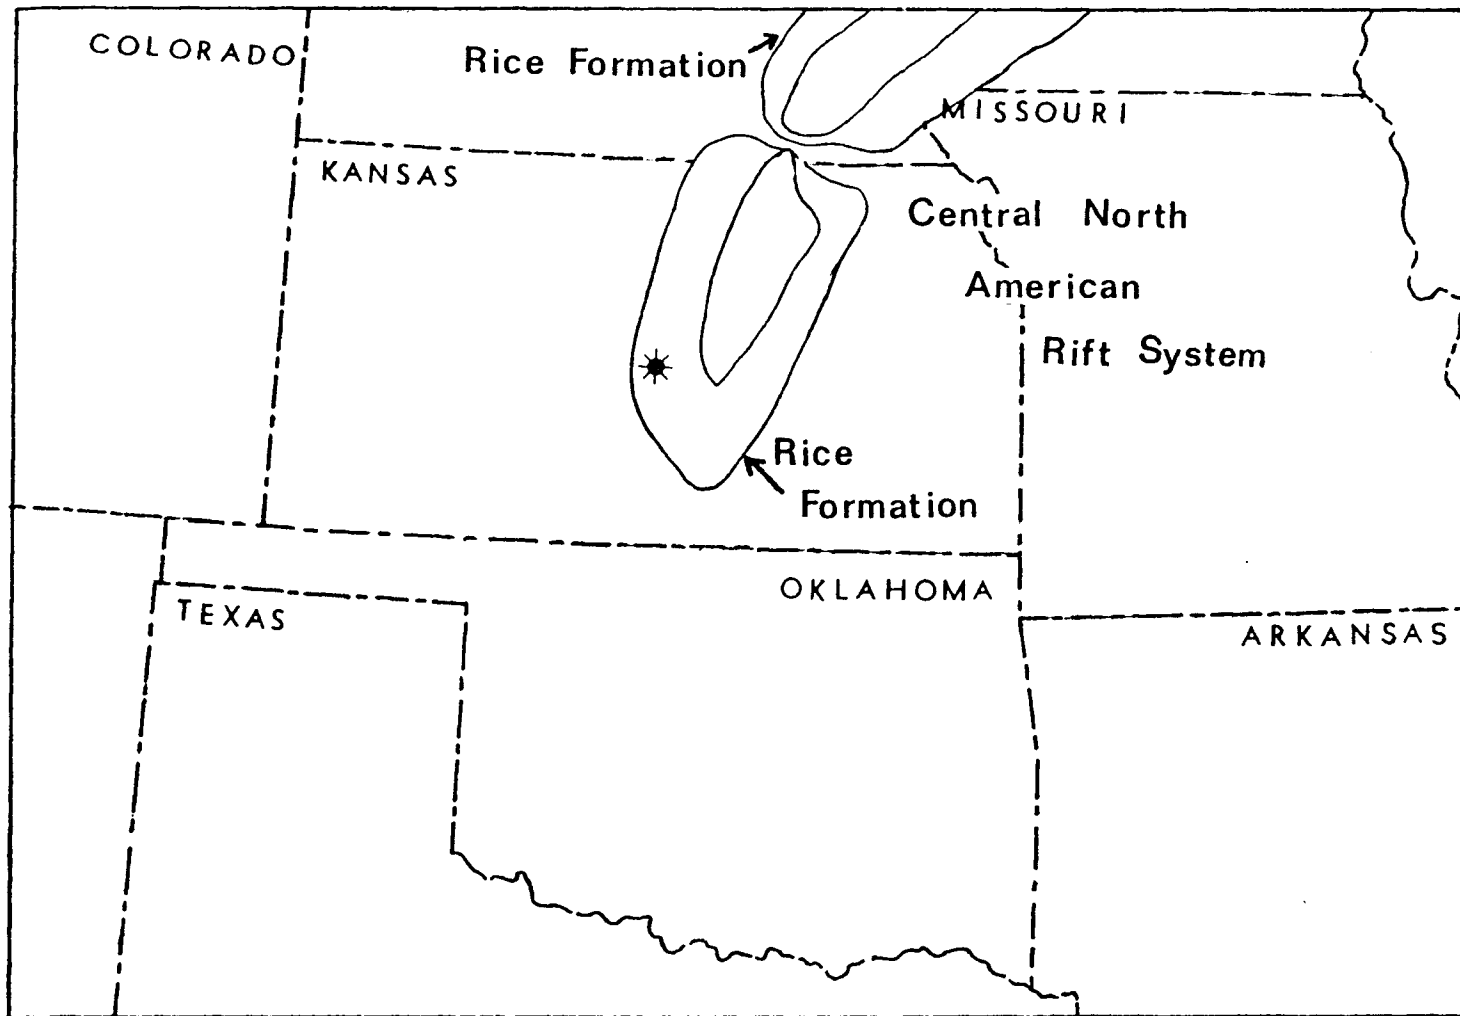 COLORADO
Rice Formation
MISSOURI
KANSAS
Central North
American
Rift System
Rice
Formation
OKLAHOMA
TEXAS
ARKANSAS